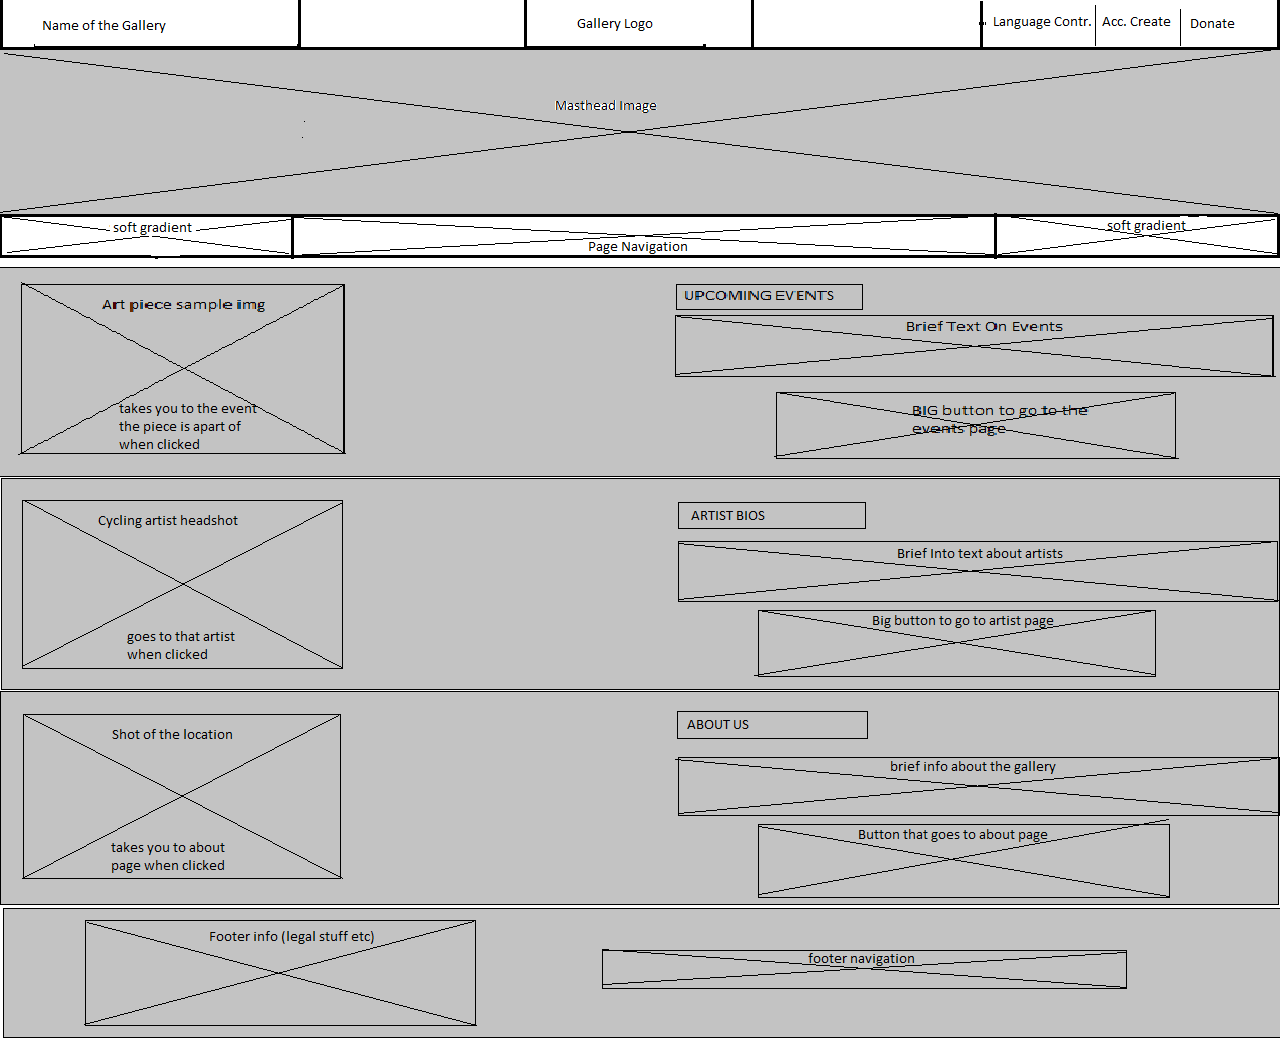 Name of the Gallery
Gallery Logo
Language Contr.
Acc. Create
Donate
Masthead Image
soft gradient
Page Navigation
soft gradient
Art piece sample img
takes you to the event
the piece is apart of
when clicked
UPCOMING EVENTS
Brief Text On Events
BIG button to go to the
events page
Cycling artist headshot
goes to that artist
when clicked
ARTIST BIOS
Brief Into text about artists
Big button to go to artist page
Shot of the location
takes you to about
page when clicked
ABOUT US
brief info about the gallery
Button that goes to about page
Footer info (legal stuff etc)
footer navigation